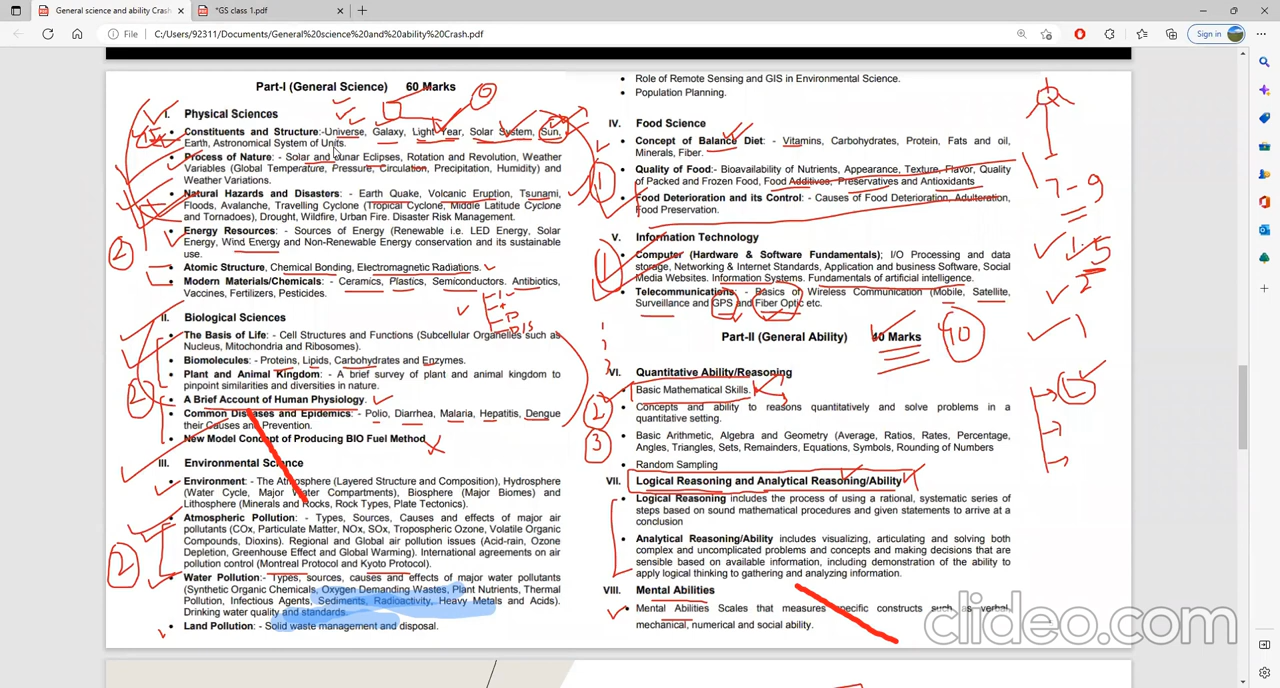 General science and ability Crash
*GS class 1.pdf
File
C:/Users/92311/Documents/General%20science%20and%20ability%20Crash.pdf
Sign in
Part-I (General Science) 60 Marks
I. Physical Sciences
• Constituents and Structure:-Universe, Galaxy, Light Year, Solar System, Sun,
Earth, Astronomical System of Units.
• Process of Nature: - Solar and Lunar Eclipses, Rotation and Revolution, Weather
Variables (Global Temperature, Pressure, Circulation, Precipitation, Humidity) and
Weather Variations.
• Natural Hazards and Disasters: - Earth Quake, Volcanic Eruption, Tsunami,
Floods, Avalanche, Travelling Cyclone (Tropical Cyclone, Middle Latitude Cyclone
and Tornadoes), Drought, Wildfire, Urban Fire. Disaster Risk Management.
• Energy Resources: - Sources of Energy (Renewable i.e. LED Energy, Solar
Energy, Wind Energy and Non-Renewable Energy conservation and its sustainable
use.
• Atomic Structure, Chemical Bonding, Electromagnetic Radiations.
• Modern Materials/Chemicals: - Ceramics, Plastics, Semiconductors. Antibiotics,
Vaccines, Fertilizers, Pesticides.
2
II. Biological Sciences
• The Basis of Life: - Cell Structures and Functions (Subcellular Organelles such as
Nucleus, Mitochondria and Ribosomes).
• Biomolecules: - Proteins, Lipids, Carbohydrates and Enzymes.
• Plant and Animal Kingdom: - A brief survey of plant and animal kingdom to
pinpoint similarities and diversities in nature.
• A Brief Account of Human Physiology.
• Common Diseases and Epidemics: - Polio, Diarrhea, Malaria, Hepatitis, Dengue
their Causes and Prevention.
• New Model Concept of Producing BIO Fuel Method
2
III. Environmental Science
• Environment: - The Atmosphere (Layered Structure and Composition), Hydrosphere
(Water Cycle, Major Water Compartments), Biosphere (Major Biomes) and
Lithosphere (Minerals and Rocks, Rock Types, Plate Tectonics).
• Atmospheric Pollution: - Types, Sources, Causes and effects of major air
pollutants (COx, Particulate Matter, NOx, SOx, Tropospheric Ozone, Volatile Organic
Compounds, Dioxins). Regional and Global air pollution issues (Acid-rain, Ozone
Depletion, Greenhouse Effect and Global Warming). International agreements on air
pollution control (Montreal Protocol and Kyoto Protocol).
• Water Pollution:- Types, sources, causes and effects of major water pollutants
(Synthetic Organic Chemicals, Oxygen Demanding Wastes, Plant Nutrients, Thermal
Pollution, Infectious Agents, Sediments, Radioactivity, Heavy Metals and Acids).
Drinking water quality and standards.
• Land Pollution: - Solid waste management and disposal.
2
• Role of Remote Sensing and GIS in Environmental Science.
• Population Planning.
IV. Food Science
• Concept of Balance Diet: - Vitamins, Carbohydrates, Protein, Fats and oil,
Minerals, Fiber.
• Quality of Food: - Bioavailability of Nutrients, Appearance, Texture, Flavor, Quality
of Packed and Frozen Food, Food Additives, Preservatives and Antioxidants
• Food Deterioration and its Control: - Causes of Food Deterioration, Adulteration,
Food Preservation.
1
V. Information Technology
• Computer (Hardware & Software Fundamentals); I/O Processing and data
storage, Networking & Internet Standards, Application and business Software, Social
Media Websites. Information Systems. Fundamentals of artificial intelligence.
• Telecommunications: - Basics of Wireless Communication (Mobile, Satellite,
Surveillance and GPS and Fiber Optic etc.
1
Part-II (General Ability) 40 Marks
40
VI. Quantitative Ability/Reasoning
• Basic Mathematical Skills.
• Concepts and ability to reasons quantitatively and solve problems in a
quantitative setting.
• Basic Arithmetic, Algebra and Geometry (Average, Ratios, Rates, Percentage,
Angles, Triangles, Sets, Remainders, Equations, Symbols, Rounding of Numbers
• Random Sampling
2
3
VII. Logical Reasoning and Analytical Reasoning/Ability
• Logical Reasoning includes the process of using a rational, systematic series of
steps based on sound mathematical procedures and given statements to arrive at a
conclusion
• Analytical Reasoning/Ability includes visualizing, articulating and solving both
complex and uncomplicated problems and concepts and making decisions that are
sensible based on available information, including demonstration of the ability to
apply logical thinking to gathering and analyzing information.
VIII. Mental Abilities
• Mental Abilities Scales that measures specific constructs such as verbal,
mechanical, numerical and social ability.
7-9
1.5
2
1
clideo.com